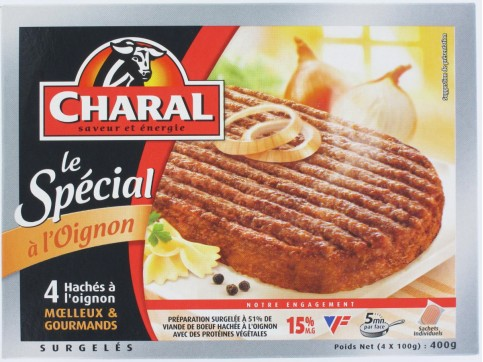 CHARAL
saveur et énergie
le
Spécial
à l'Oignon
4 Hachés à
l'oignon
MŒLLEUX &
GOURMANDS
SURGELÉS
Suggestion de présentation
NOTRE ENGAGEMENT
PRÉPARATION SURGELÉE À 51% DE
VIANDE DE BOEUF HACHÉE À L'OIGNON
AVEC DES PROTÉINES VÉGÉTALES
15% M.G
VF
5mn
par face
Sachets
Individuels
Poids Net (4 X 100g) : 400g